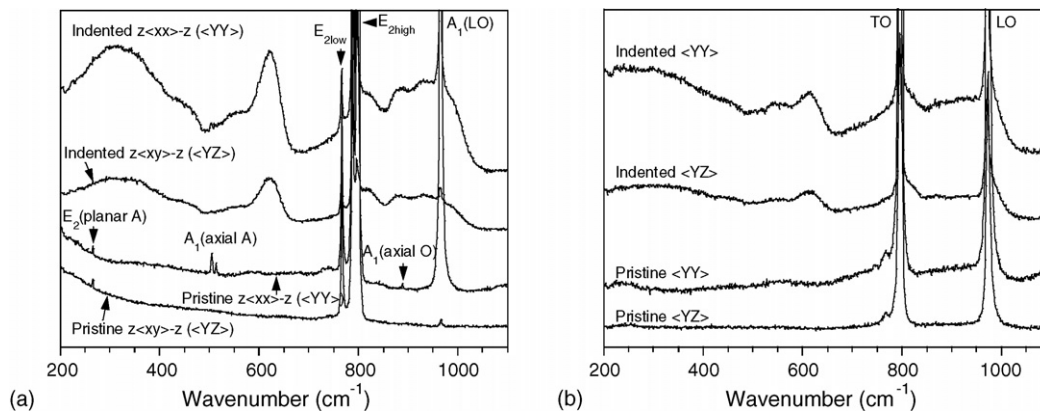 Indented z<xx>-z (<YY>)
E2low
E2high
A1(LO)
Indented z<xy>-z (<YZ>)
E2(planar A)
A1(axial A)
A1(axial O)
Pristine z<xx>-z (<YY>)
Pristine z<xy>-z (<YZ>)
200 400 600 800 1000
(a)
Wavenumber (cm-1)
TO
LO
Indented <YY>
Indented <YZ>
Pristine <YY>
Pristine <YZ>
200 400 600 800 1000
(b)
Wavenumber (cm-1)